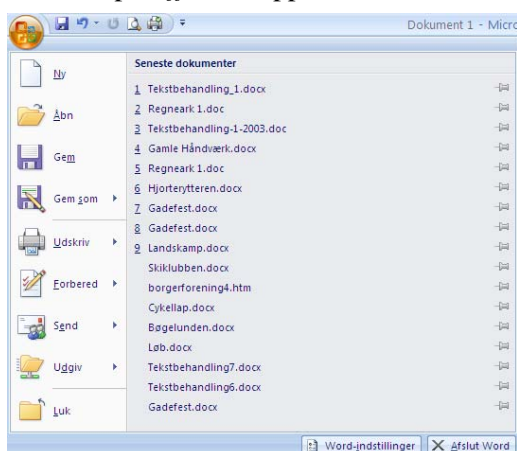 Dokument 1 - Micro
Ny
Åbn
Gem
Gem som
Udskriv
Forbered
Send
Udgiv
Luk
Seneste dokumenter
1 Tekstbehandling_1.docx
2 Regneark 1.doc
3 Tekstbehandling-1-2003.doc
4 Gamle Håndværk.docx
5 Regneark 1.doc
6 Hjorterytteren.docx
7 Gadefest.docx
8 Gadefest.docx
9 Landskamp.docx
Skiklubben.docx
borgerforening4.htm
Cykellap.docx
Bøgelunden.docx
Løb.docx
Tekstbehandling7.docx
Tekstbehandling6.docx
Gadefest.docx
Word-indstillinger
Afslut Word